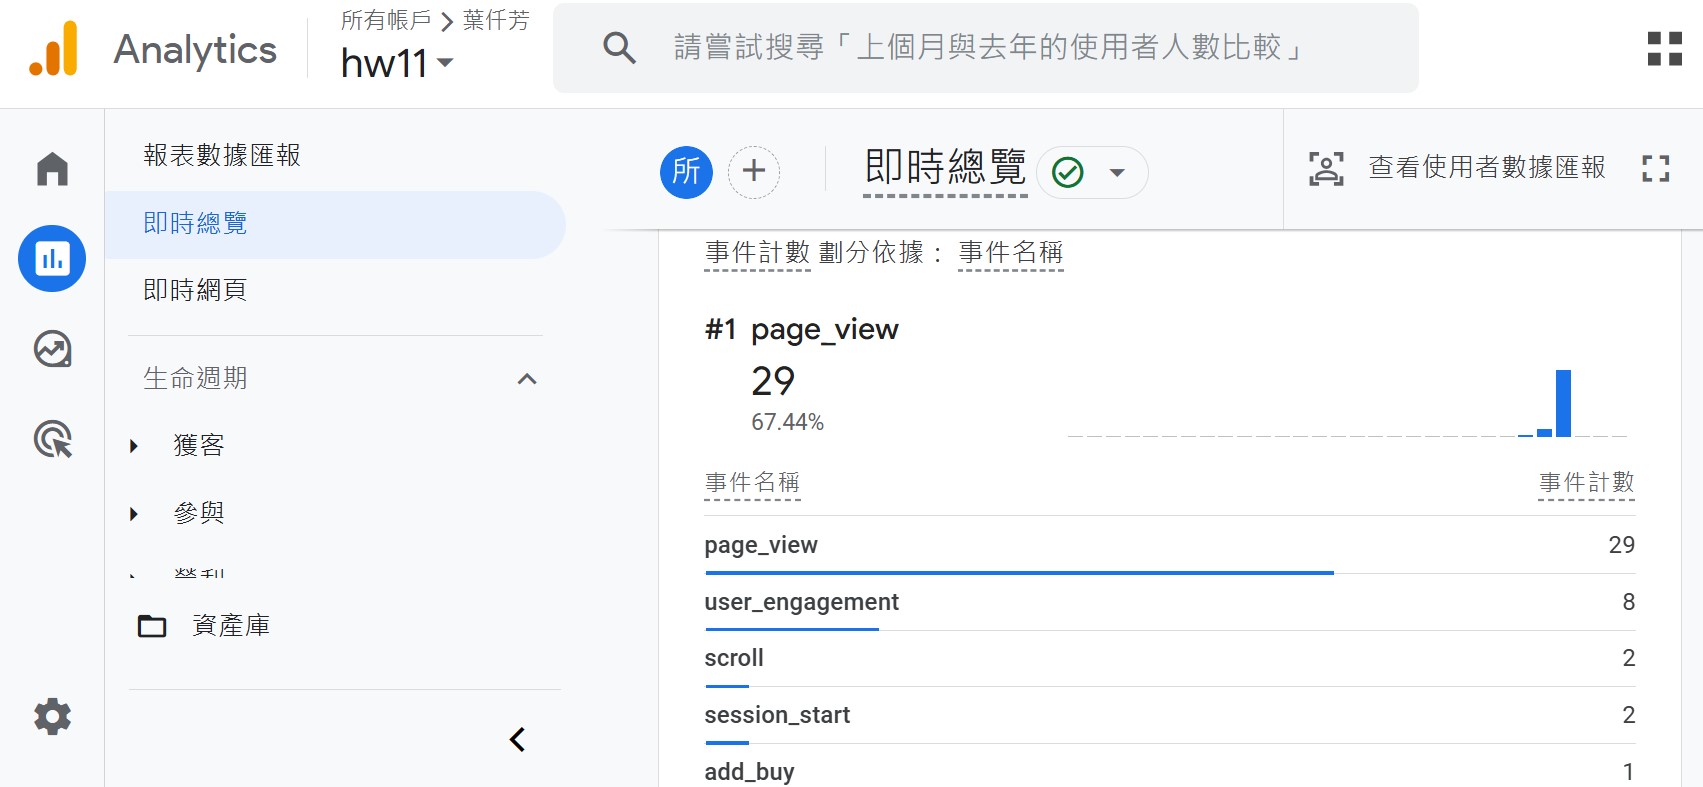 Analytics
所有帳戶 > 葉仟芳
hw11
請嘗試搜尋「上個月與去年的使用者人數比較」
報表數據匯報
即時總覽
即時網頁
生命週期
獲客
參與
營利
資產庫
所
即時總覽
查看使用者數據匯報
事件計數 劃分依據： 事件名稱
#1 page_view
29
67.44%
事件名稱 事件計數
page_view 29
user_engagement 8
scroll 2
session_start 2
add_buy 1